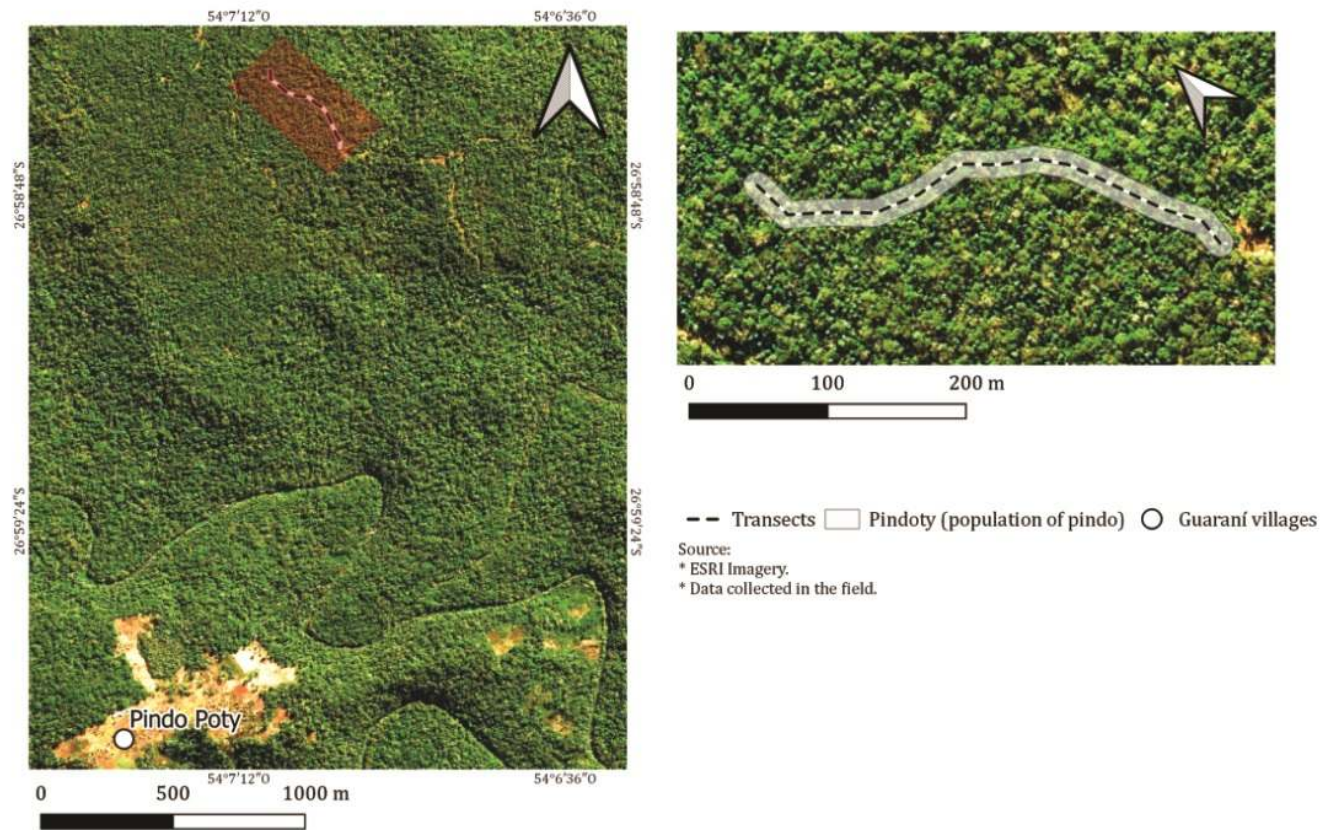 54°7'12"O 54°6'36"O
26°58'48"S
26°58'48"S
26°59'24"S
26°59'24"S
Pindo Poty
54°7'12"O 54°6'36"O
0 500 1000 m
0 100 200 m
Transects Pindoty (population of pindo) Guaraní villages
Source:
* ESRI Imagery.
* Data collected in the field.